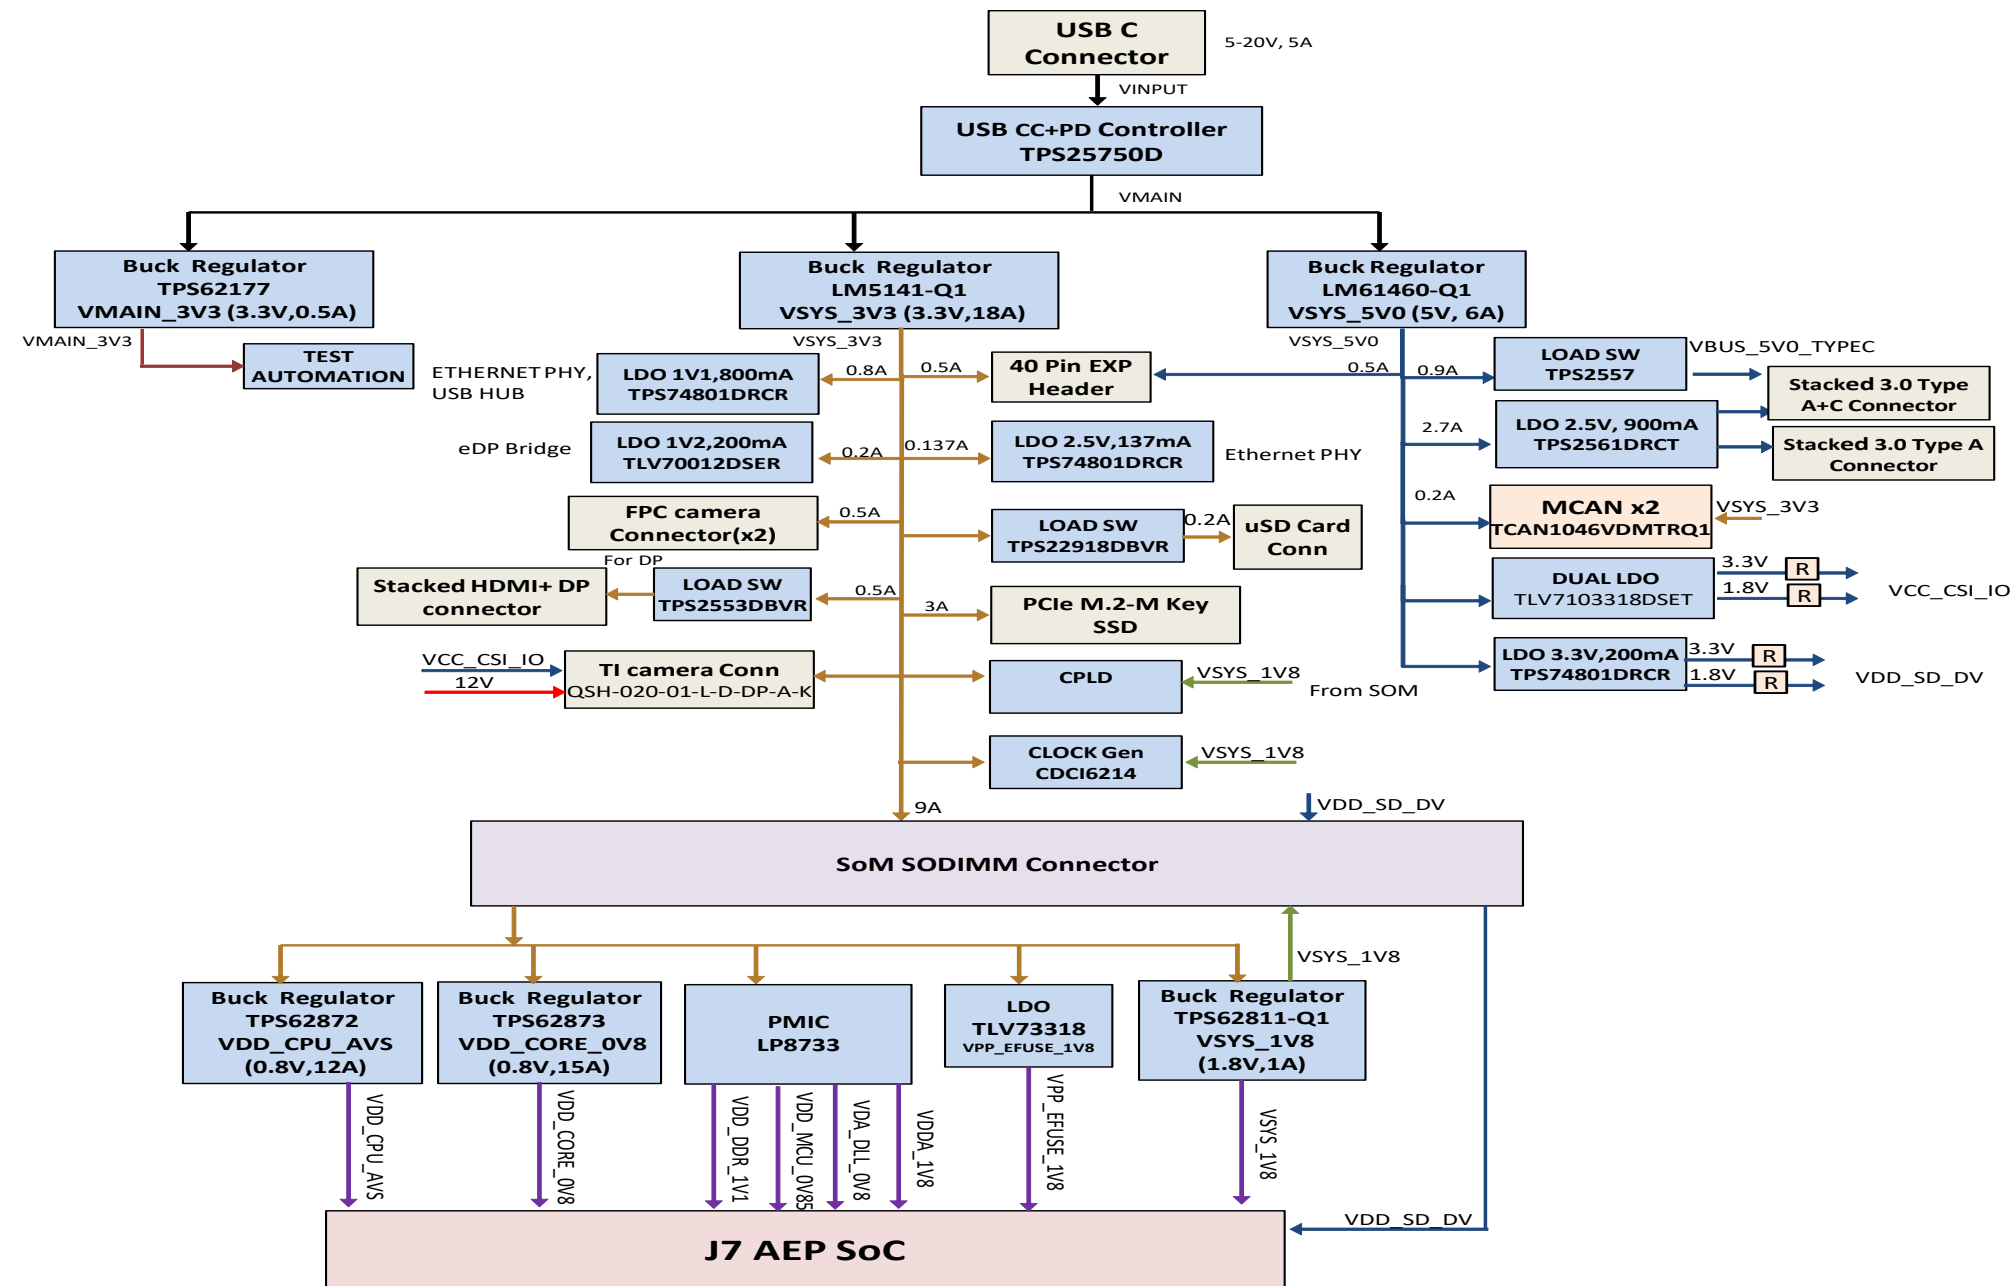 USB C
Connector
5-20V, 5A
VINPUT
USB CC+PD Controller
TPS25750D
VMAIN
Buck Regulator
TPS62177
VMAIN_3V3 (3.3V,0.5A)
Buck Regulator
LM5141-Q1
VSYS_3V3 (3.3V,18A)
Buck Regulator
LM61460-Q1
VSYS_5V0 (5V, 6A)
VMAIN_3V3
VSYS_3V3
VSYS_5V0
TEST
AUTOMATION
ETHERNET PHY,
USB HUB
LDO 1V1,800mA
TPS74801DRCR
0.8A
0.5A
40 Pin EXP
Header
0.5A
0.9A
LOAD SW
TPS2557
VBUS_5V0_TYPEC
Stacked 3.0 Type
A+C Connector
eDP Bridge
LDO 1V2,200mA
TLV70012DSER
0.2A
0.137A
LDO 2.5V,137mA
TPS74801DRCR
Ethernet PHY
2.7A
LDO 2.5V, 900mA
TPS2561DRCT
Stacked 3.0 Type A
Connector
FPC camera
Connector(x2)
0.5A
LOAD SW
TPS22918DBVR
0.2A
uSD Card
Conn
0.2A
MCAN x2
TCAN1046VDMTRQ1
VSYS_3V3
For DP
Stacked HDMI+ DP
connector
LOAD SW
TPS2553DBVR
0.5A
3A
PCIe M.2-M Key
SSD
DUAL LDO
TLV7103318DSET
3.3V
R
1.8V
R
VCC_CSI_IO
VCC_CSI_IO
12V
TI camera Conn
QSH-020-01-L-D-DP-A-K
CPLD
VSYS_1V8
From SOM
LDO 3.3V,200mA
TPS74801DRCR
3.3V
R
1.8V
R
VDD_SD_DV
CLOCK Gen
CDCI6214
VSYS_1V8
9A
VDD_SD_DV
SoM SODIMM Connector
VSYS_1V8
Buck Regulator
TPS62872
VDD_CPU_AVS
(0.8V,12A)
Buck Regulator
TPS62873
VDD_CORE_0V8
(0.8V,15A)
PMIC
LP8733
LDO
TLV73318
VPP_EFUSE_1V8
Buck Regulator
TPS62811-Q1
VSYS_1V8
(1.8V,1A)
VDD_CPU_AVS
VDD_CORE_0V8
VDD_DDR_1V1
VDD_MCU_0V85
VDA_DLL_0V8
VDDA_1V8
VPP_EFUSE_1V8
VSYS_1V8
VDD_SD_DV
J7 AEP SoC